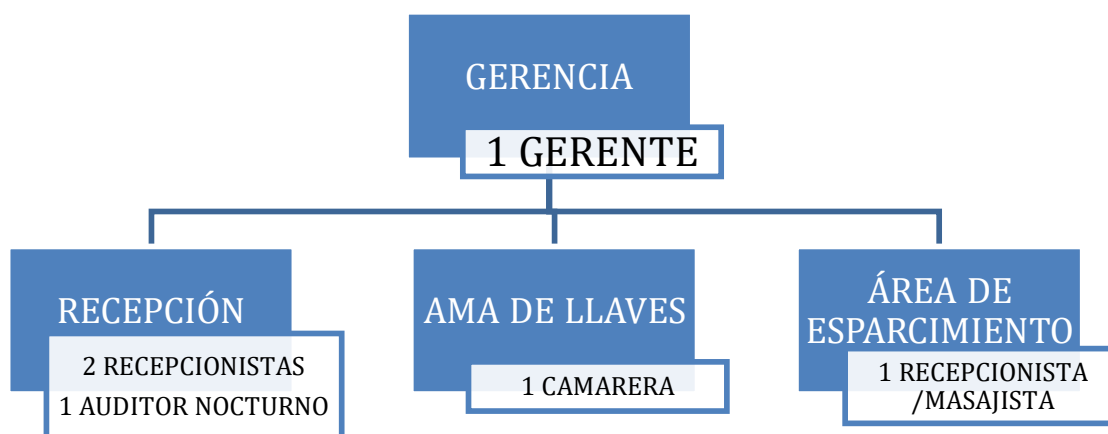 GERENCIA
1 GERENTE
RECEPCIÓN
2 RECEPCIONISTAS
1 AUDITOR NOCTURNO
AMA DE LLAVES
1 CAMARERA
ÁREA DE
ESPARCIMIENTO
1 RECEPCIONISTA
/MASAJISTA